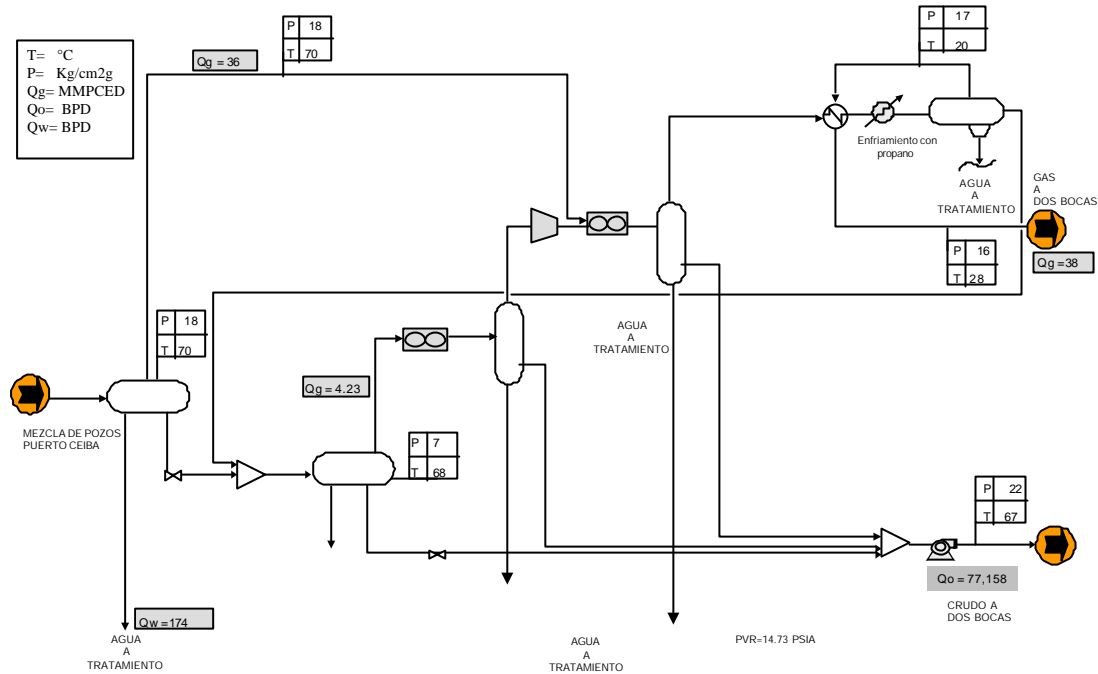 T= °C
P= Kg/cm2g
Qg= MMPCED
Qo= BPD
Qw= BPD
Qg = 36
P 18
T 70
P 17
T 20
Enfriamiento con
propano
AGUA
A
TRATAMIENTO
GAS
A
DOS BOCAS
Qg =38
P 16
T 28
P 18
T 70
AGUA
A
TRATAMIENTO
Qg = 4.23
MEZCLA DE POZOS
PUERTO CEIBA
P 7
T 68
P 22
T 67
Qo = 77,158
CRUDO A
DOS BOCAS
Qw =174
AGUA
A
TRATAMIENTO
AGUA
A
TRATAMIENTO
PVR=14.73 PSIA